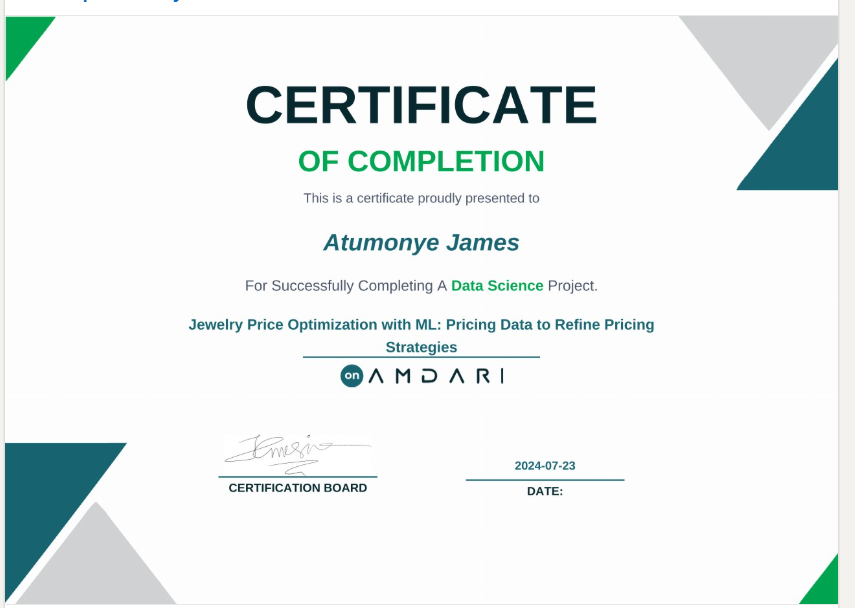 CERTIFICATE
OF COMPLETION
This is a certificate proudly presented to
Atumonye James
For Successfully Completing A Data Science Project.
Jewelry Price Optimization with ML: Pricing Data to Refine Pricing
Strategies
on AMDARI
CERTIFICATION BOARD
2024-07-23
DATE: